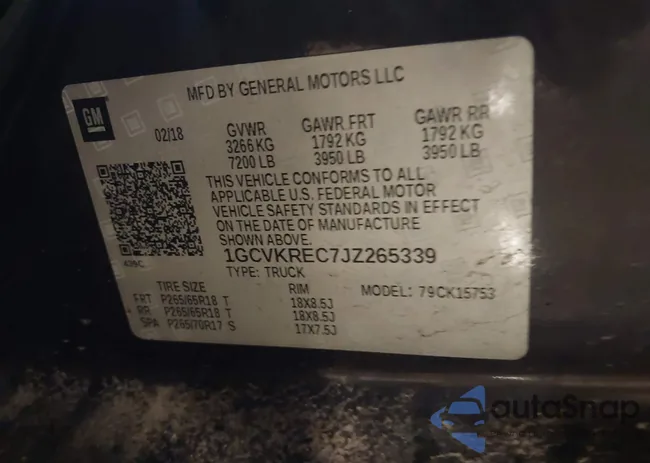 MFD BY GENERAL MOTORS LLC
GM
02/18 GVWR GAWR FRT GAWR RR
3266 KG 1792 KG 1792 KG
7200 LB 3950 LB 3950 LB
THIS VEHICLE CONFORMS TO ALL
APPLICABLE U.S. FEDERAL MOTOR
VEHICLE SAFETY STANDARDS IN EFFECT
ON THE DATE OF MANUFACTURE
SHOWN ABOVE.
1GCVKREC7JZ265339
TYPE: TRUCK
TIRE SIZE RIM MODEL: 79CK15753
FRT P265/65R18 T 18X8.5J
RR P265/65R18 T 18X8.5J
SPA P265/70R17 S 17X7.5J
autoSnap